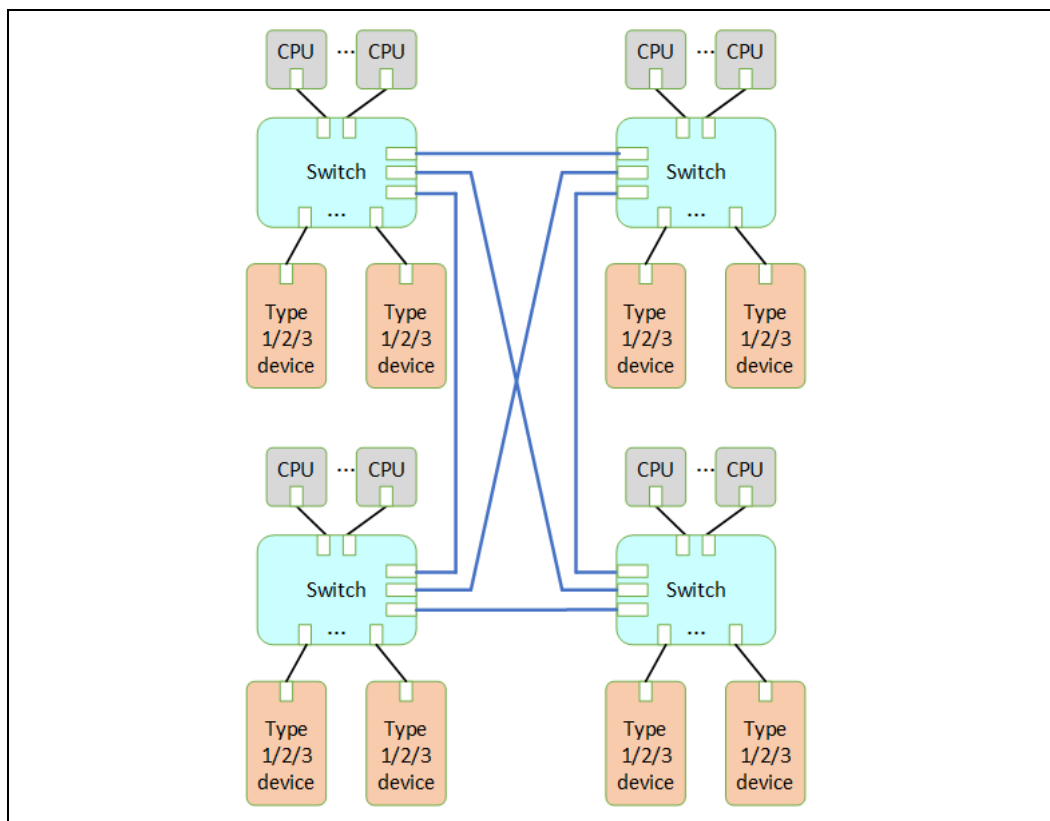 CPU ... CPU
CPU ... CPU
Switch
Switch
...
...
Type
1/2/3
device
Type
1/2/3
device
Type
1/2/3
device
Type
1/2/3
device
CPU ... CPU
CPU ... CPU
Switch
Switch
...
...
Type
1/2/3
device
Type
1/2/3
device
Type
1/2/3
device
Type
1/2/3
device